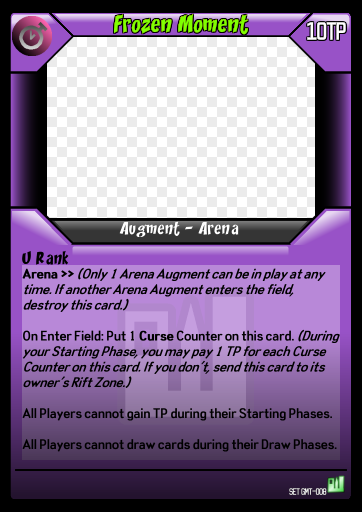 Frozen Moment
10TP
Augment - Arena
U Rank
Arena >> (Only 1 Arena Augment can be in play at any
time. If another Arena Augment enters the field,
destroy this card.)
On Enter Field: Put 1 Curse Counter on this card. (During
your Starting Phase, you may pay 1 TP for each Curse
Counter on this card. If you don't, send this card to its
owner's Rift Zone.)
All Players cannot gain TP during their Starting Phases.
All Players cannot draw cards during their Draw Phases.
SET GMT-008